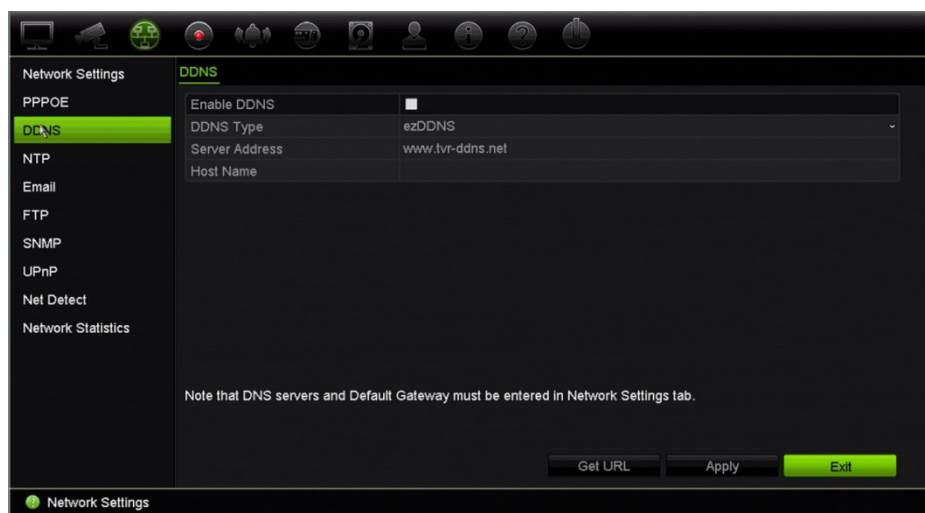 Network Settings
PPPOE
DDNS
NTP
Email
FTP
SNMP
UPnP
Net Detect
Network Statistics
DDNS
Enable DDNS
DDNS Type ezDDNS
Server Address www.tvr-ddns.net
Host Name
Note that DNS servers and Default Gateway must be entered in Network Settings tab.
Get URL Apply Exit
Network Settings